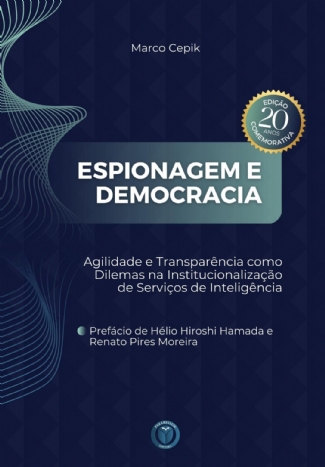 Marco Cepik
EDIÇÃO
20
ANOS
COMEMORATIVA
ESPIONAGEM E
DEMOCRACIA
Agilidade e Transparência como
Dilemas na Institucionalização
de Serviços de Inteligência
Prefácio de Hélio Hiroshi Hamada e
Renato Pires Moreira